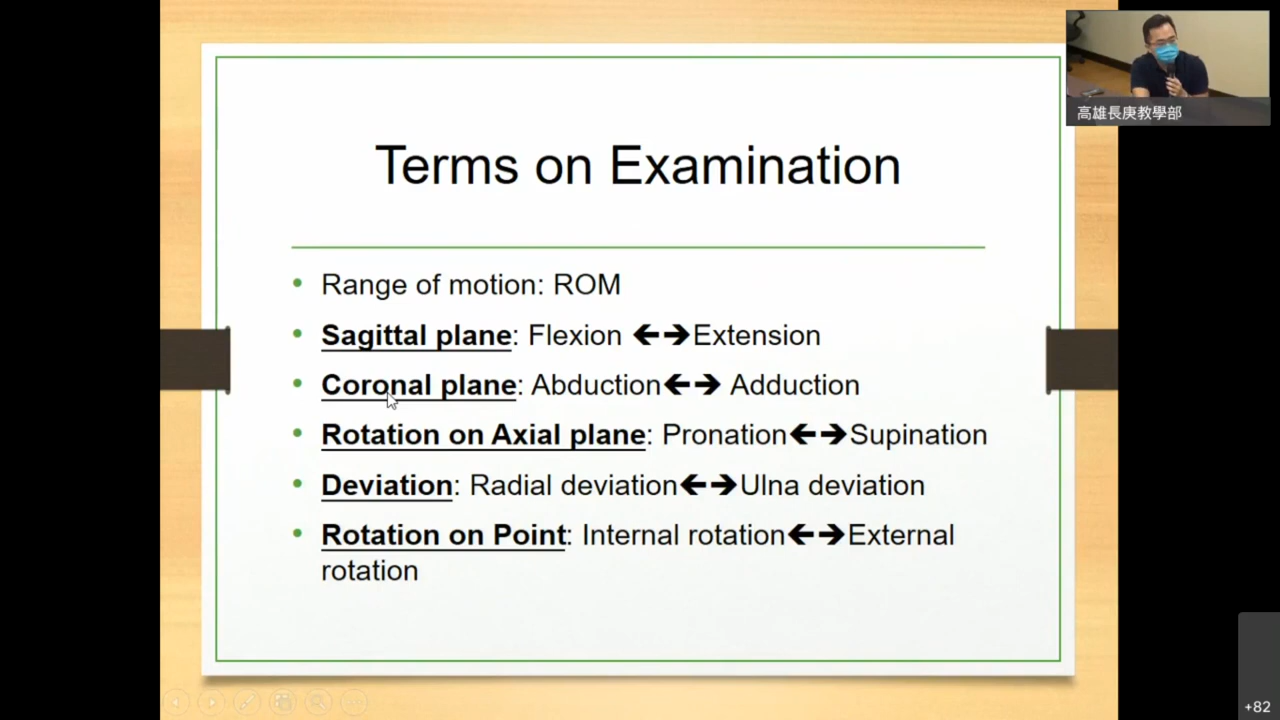 Terms on Examination
Range of motion: ROM
Sagittal plane: Flexion 🡸🡺Extension
Coronal plane: Abduction🡸🡺 Adduction
Rotation on Axial plane: Pronation🡸🡺Supination
Deviation: Radial deviation🡸🡺Ulna deviation
Rotation on Point: Internal rotation🡸🡺External
rotation
高雄長庚教學部
+82